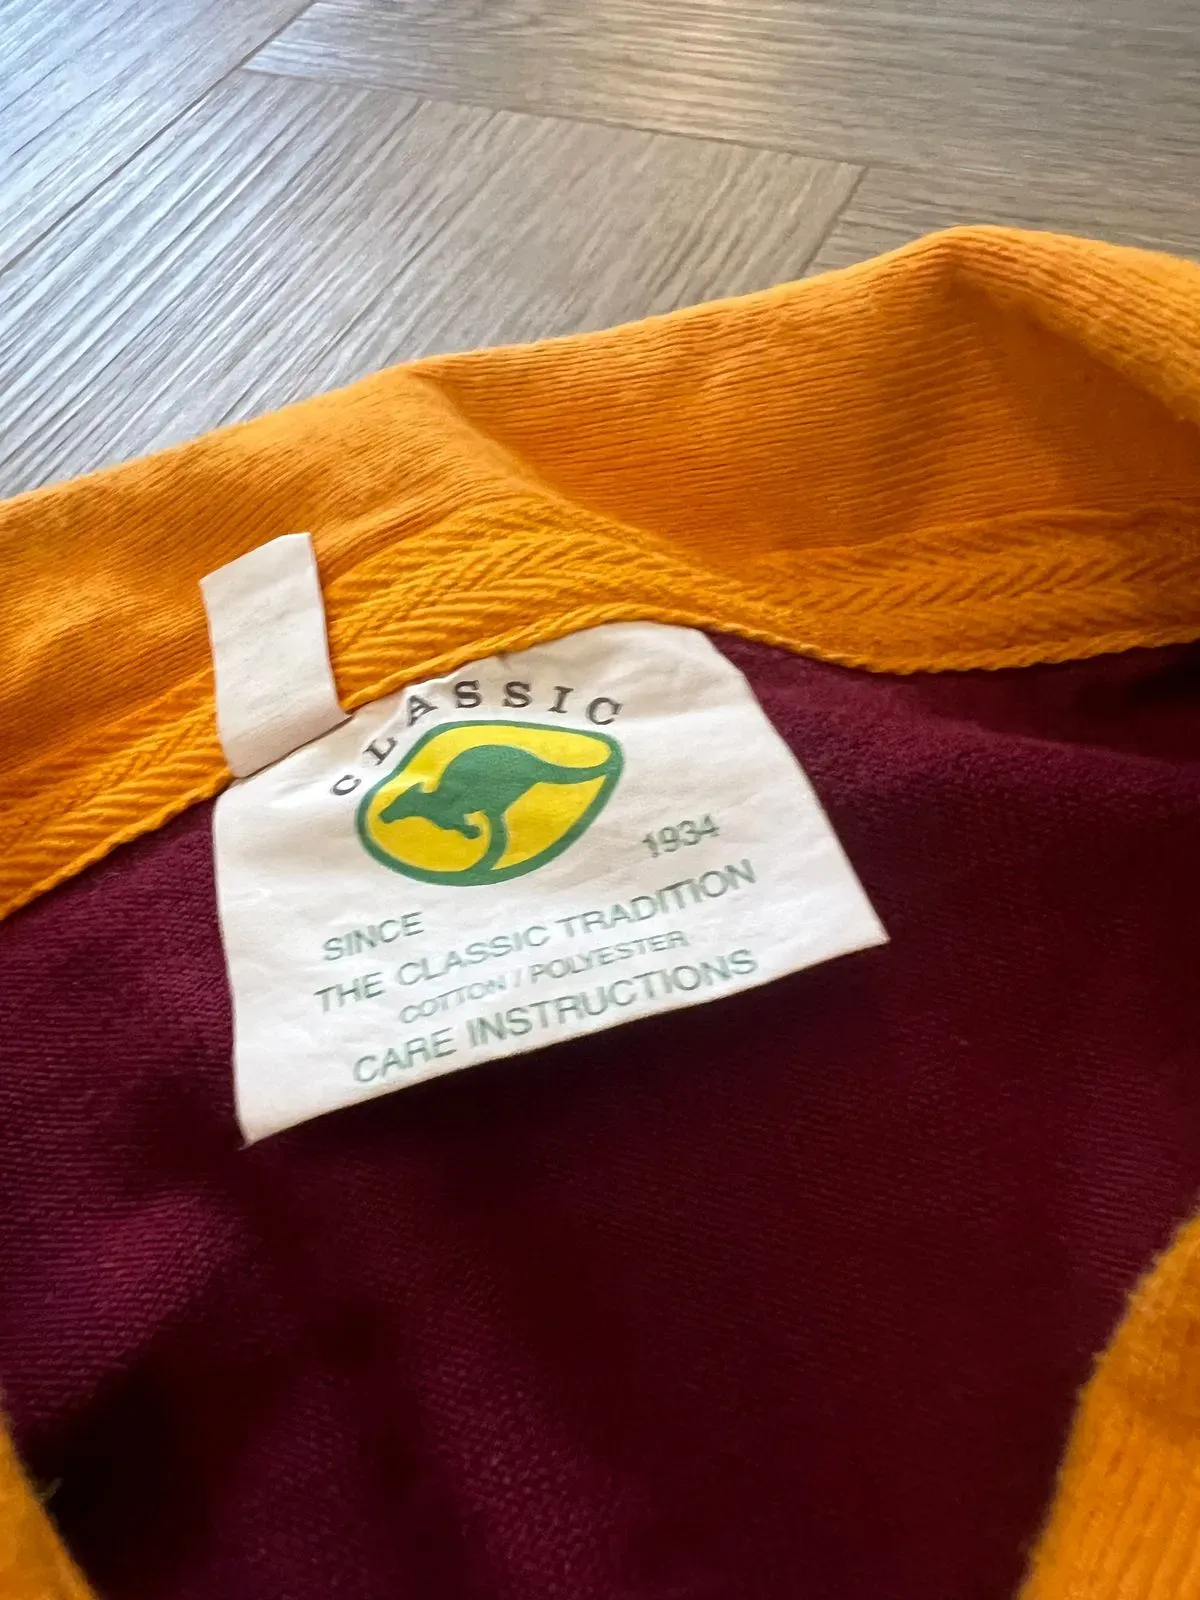 CLASSIC
SINCE 1934
THE CLASSIC TRADITION
COTTON / POLYESTER
CARE INSTRUCTIONS